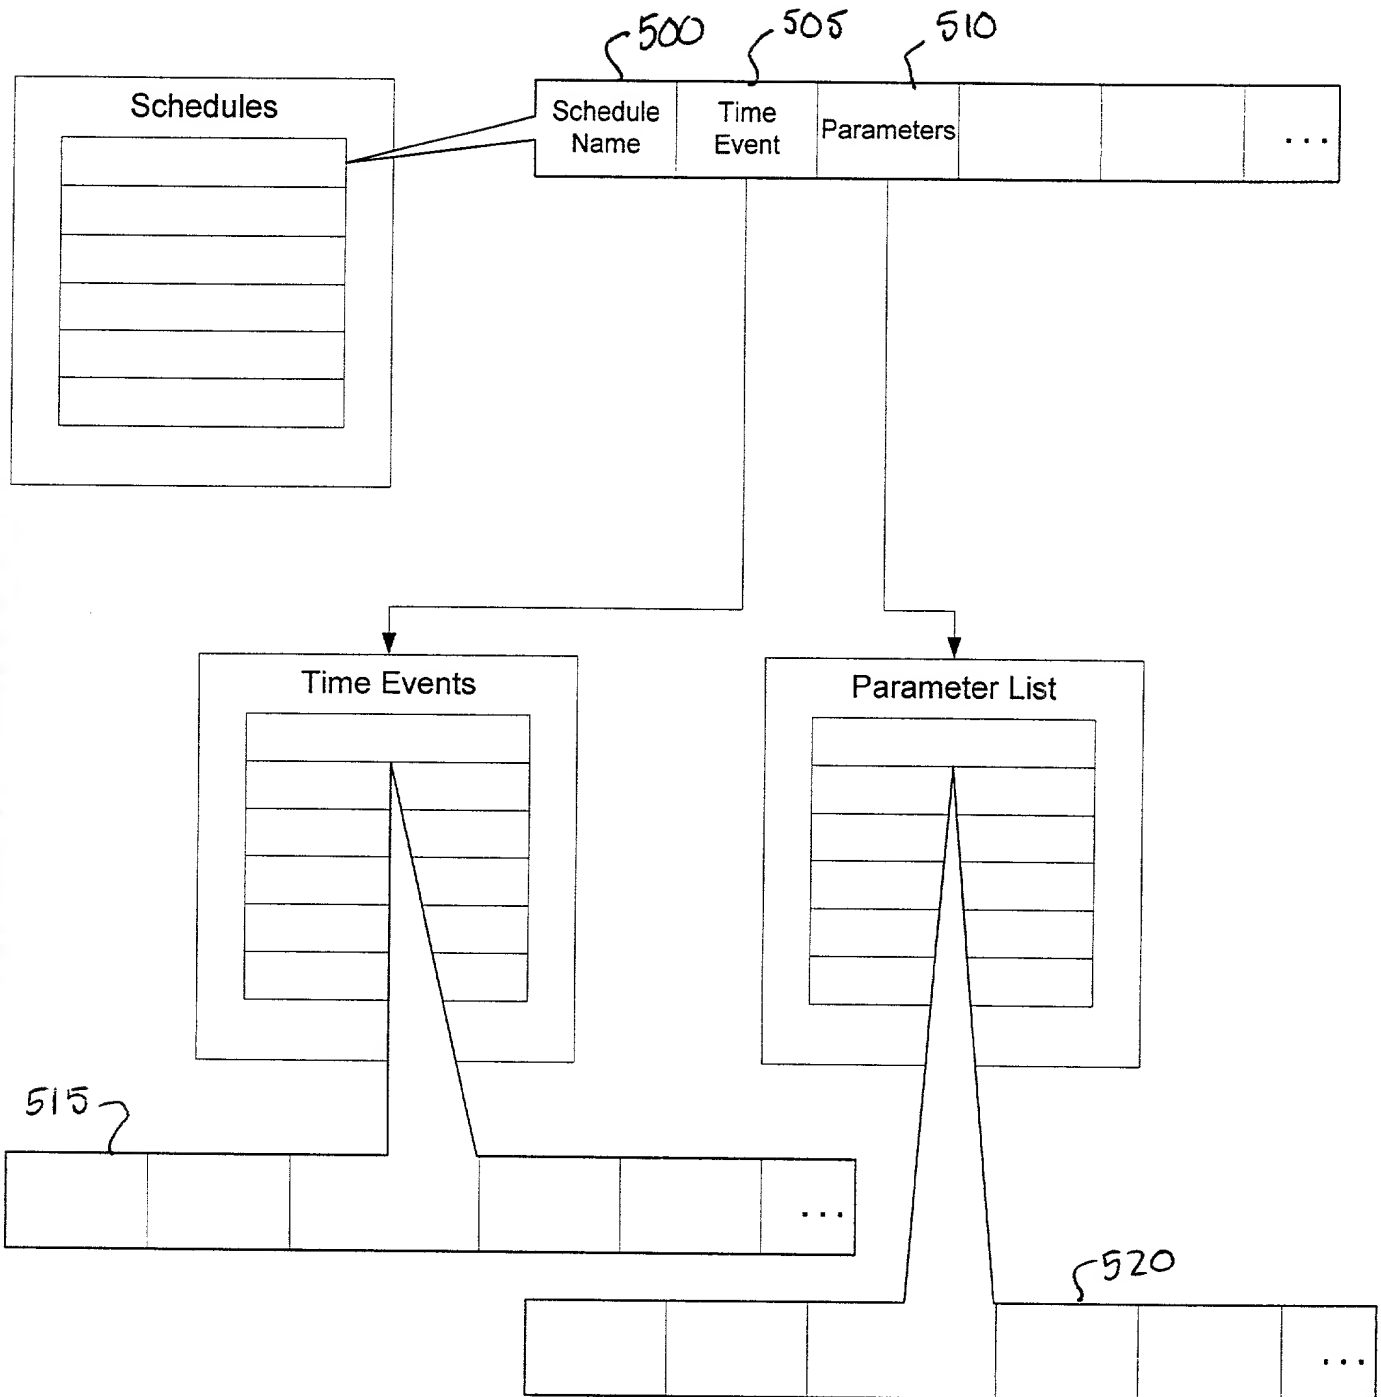 500
505
510
Schedules
Schedule Name
Time Event
Parameters
...
Time Events
Parameter List
515
...
520
...